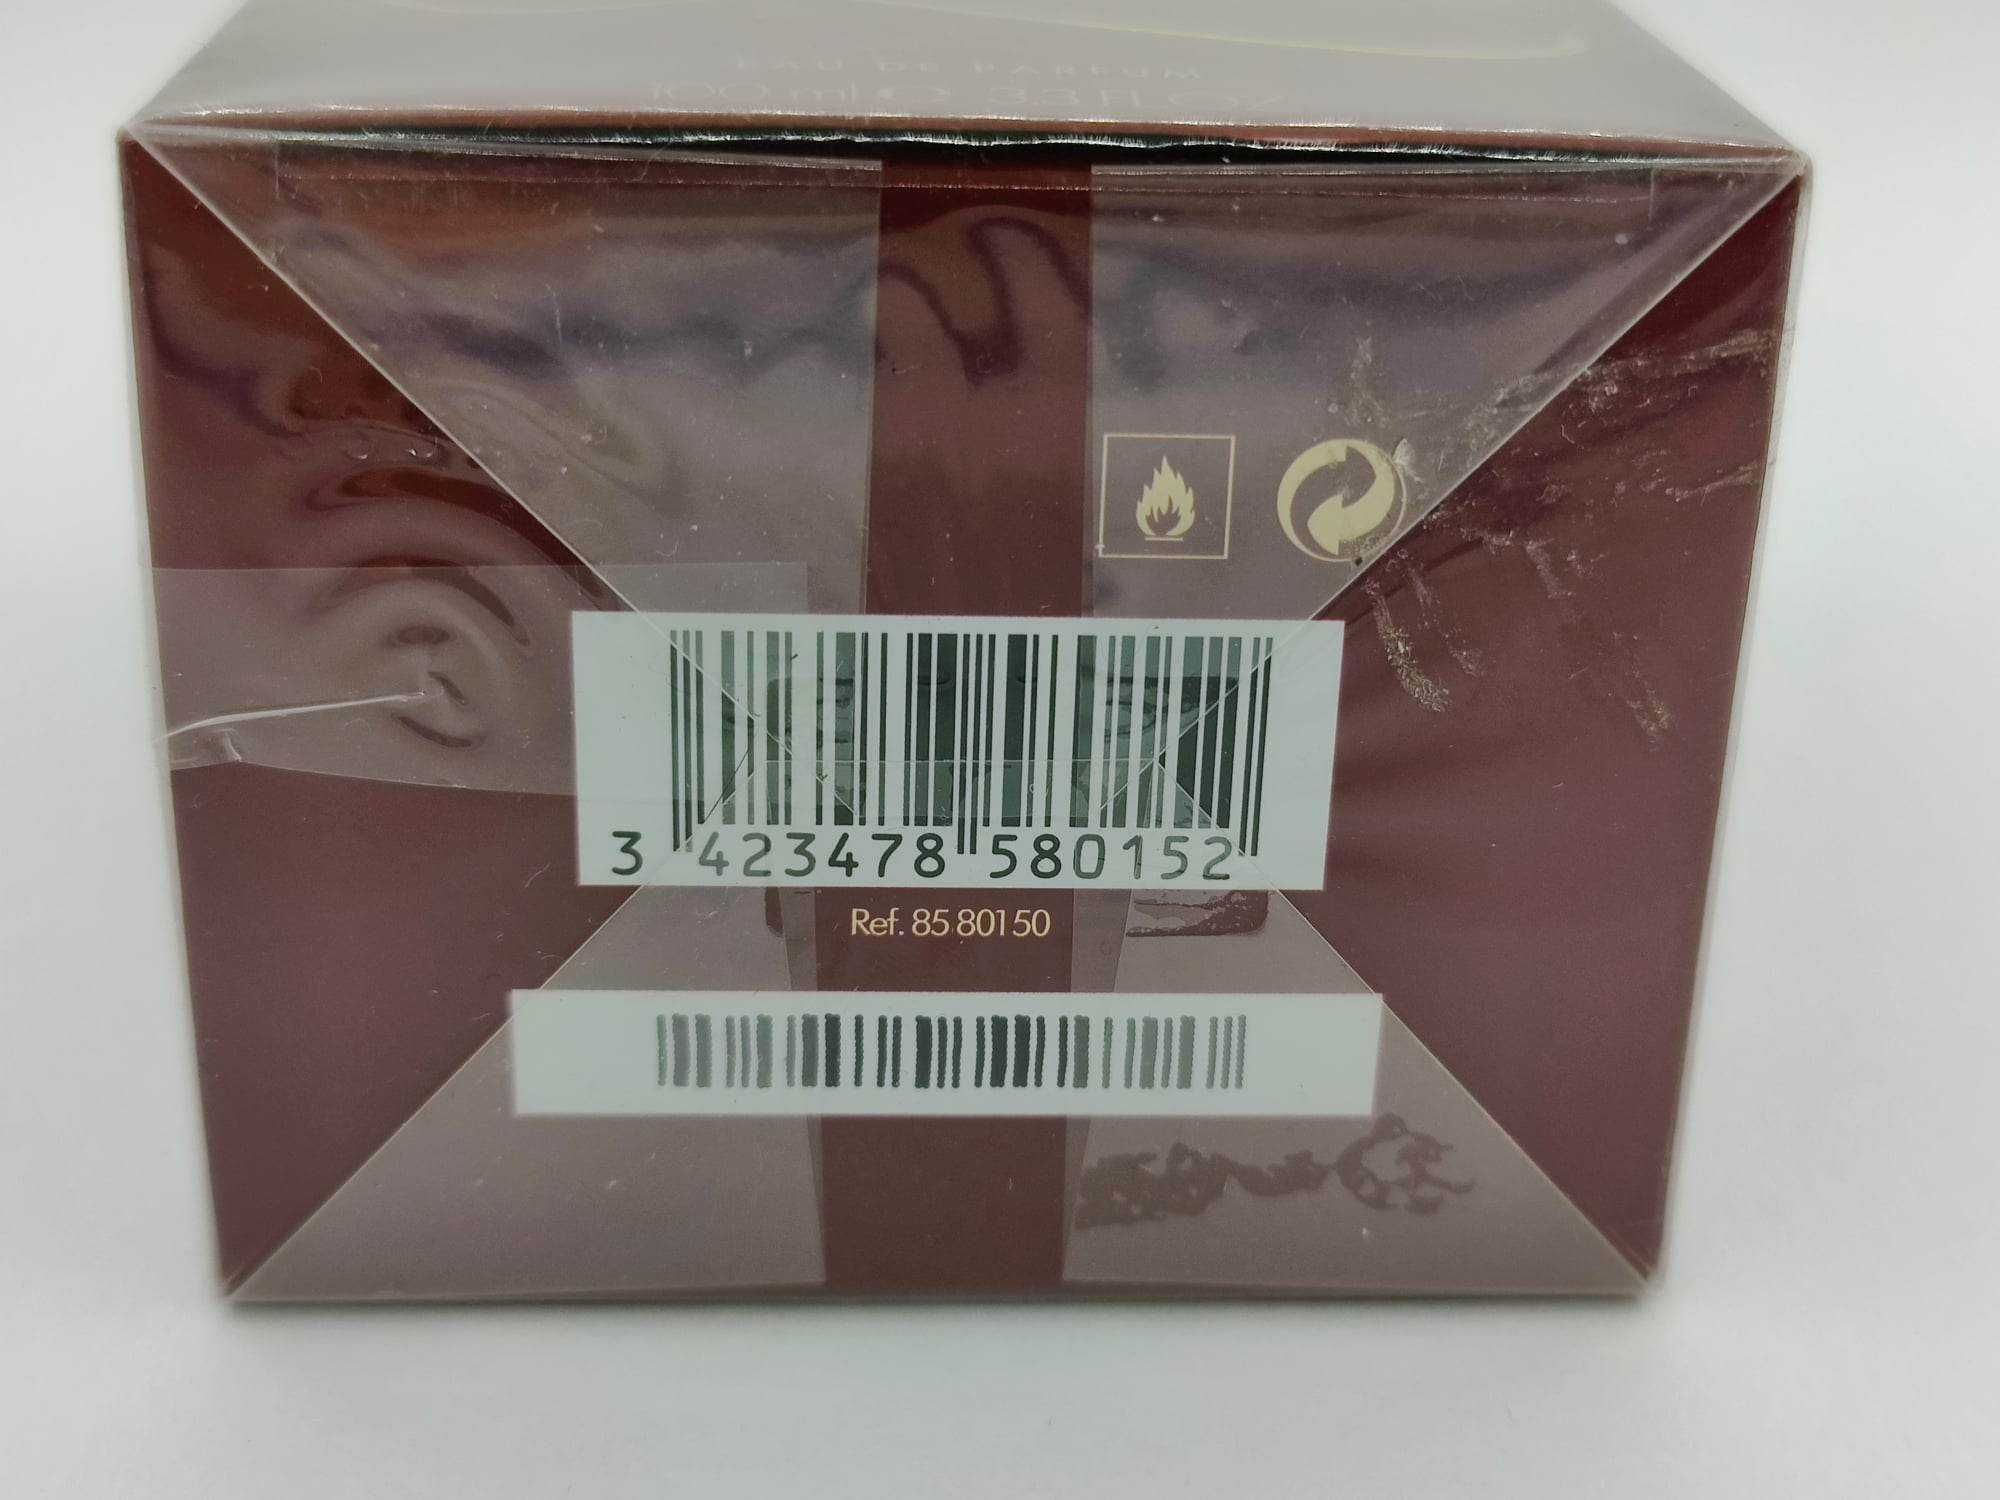 EAU DE PARFUM
100 ml ℮ 3.3 FL.OZ
3 423478 580152
Ref. 85 80150